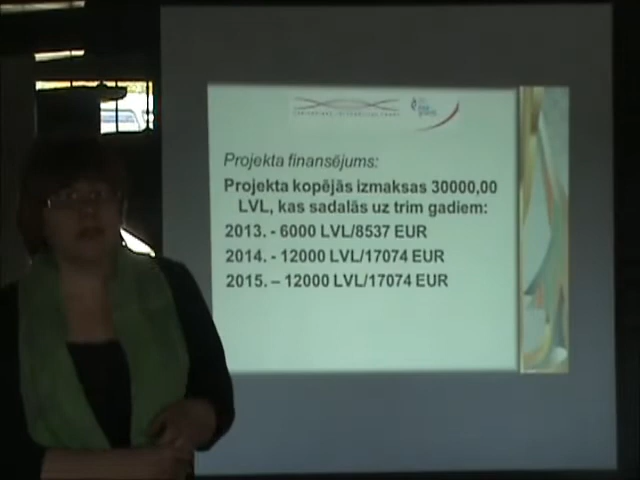 Projekta finansējums:
Projekta kopējās izmaksas 30000,00
LVL, kas sadalās uz trim gadiem:
2013. - 6000 LVL/8537 EUR
2014. - 12000 LVL/17074 EUR
2015. – 12000 LVL/17074 EUR